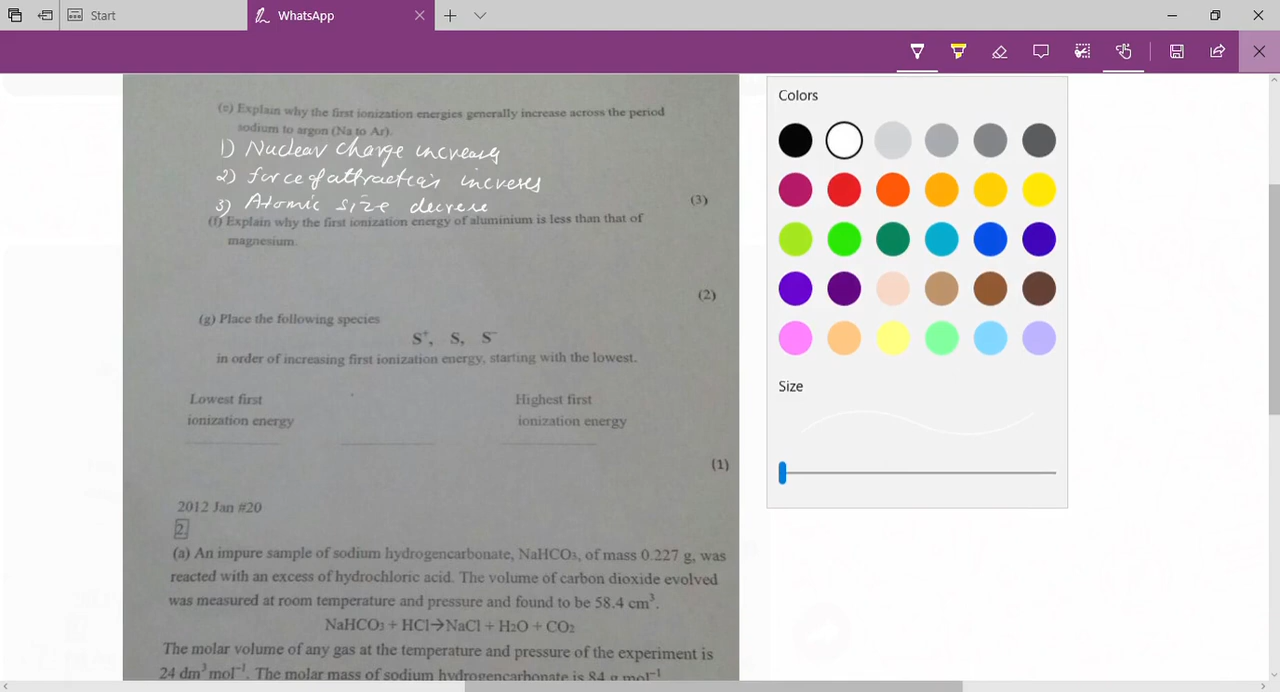 Start
WhatsApp
(e) Explain why the first ionization energies generally increase across the period
sodium to argon (Na to Ar).
1) Nuclear charge increases
2) force of attractions increses
3) Atomic size decrese
(3)
(f) Explain why the first ionization energy of aluminium is less than that of
magnesium.
(2)
(g) Place the following species
S⁺, S, S⁻
in order of increasing first ionization energy, starting with the lowest.
Lowest first
ionization energy
Highest first
ionization energy
(1)
2012 Jan #20
2
(a) An impure sample of sodium hydrogencarbonate, NaHCO₃, of mass 0.227 g, was
reacted with an excess of hydrochloric acid. The volume of carbon dioxide evolved
was measured at room temperature and pressure and found to be 58.4 cm³.
NaHCO₃ + HCl→NaCl + H₂O + CO₂
The molar volume of any gas at the temperature and pressure of the experiment is
24 dm³ mol⁻¹. The molar mass of sodium hydrogencarbonate is 84 g mol⁻¹
Colors
Size